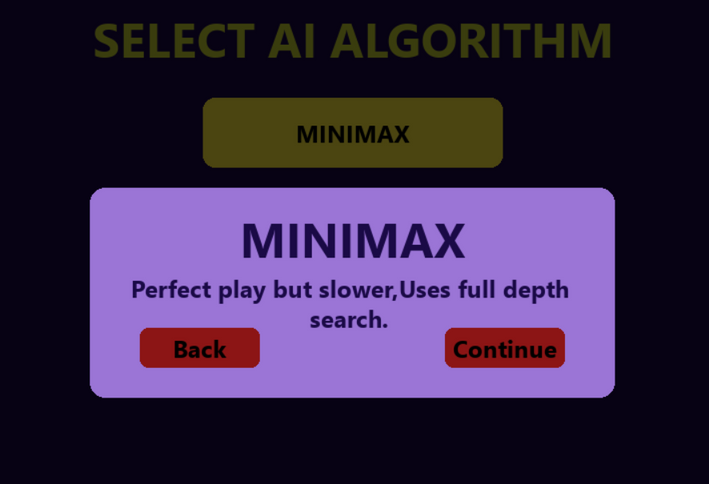 SELECT AI ALGORITHM
MINIMAX
MINIMAX
Perfect play but slower,Uses full depth
search.
Back
Continue